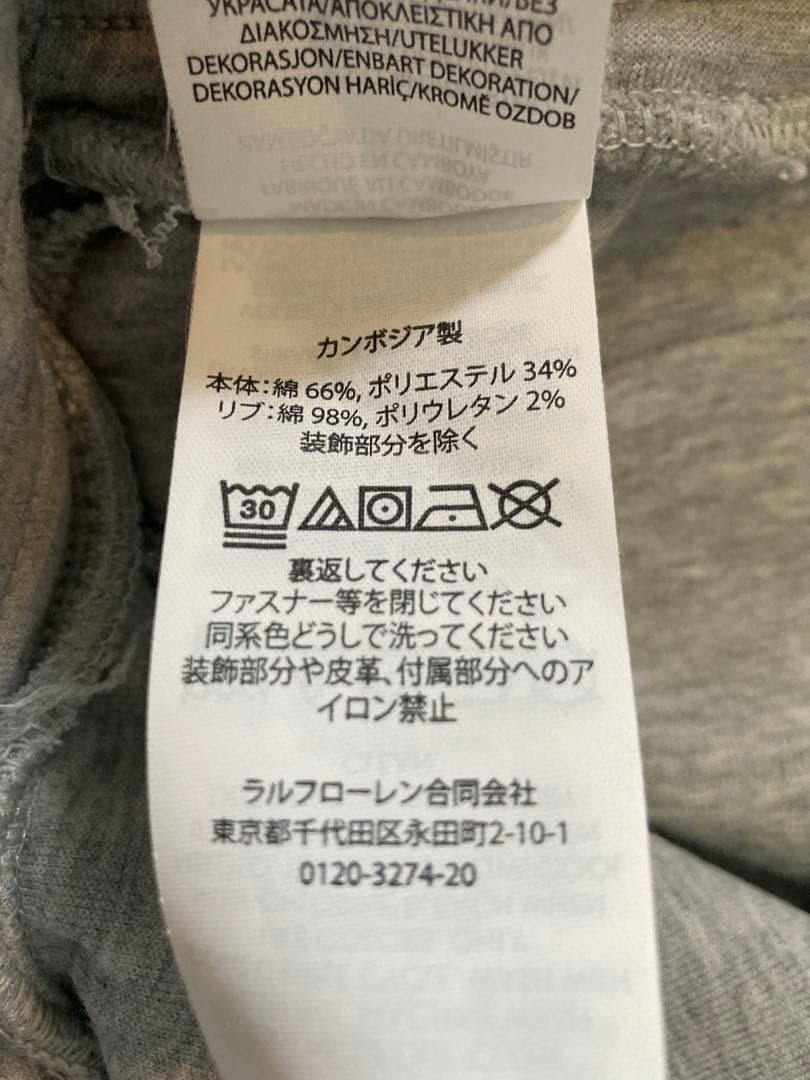 УКРАСАТА/ΑΠΟΚΛΕΙΣΤΙΚΗ ΑΠΟ
ΔΙΑΚΟΣΜΗΣΗ/UTELUKKER
DEKORASJON/ENBART DEKORATION/
DEKORASYON HARİÇ/KROMĚ OZDOB
カンボジア製
本体:綿 66%, ポリエステル 34%
リブ:綿 98%, ポリウレタン 2%
装飾部分を除く
30
裏返してください
ファスナー等を閉じてください
同系色どうしで洗ってください
装飾部分や皮革、付属部分へのア
イロン禁止
ラルフローレン合同会社
東京都千代田区永田町2-10-1
0120-3274-20